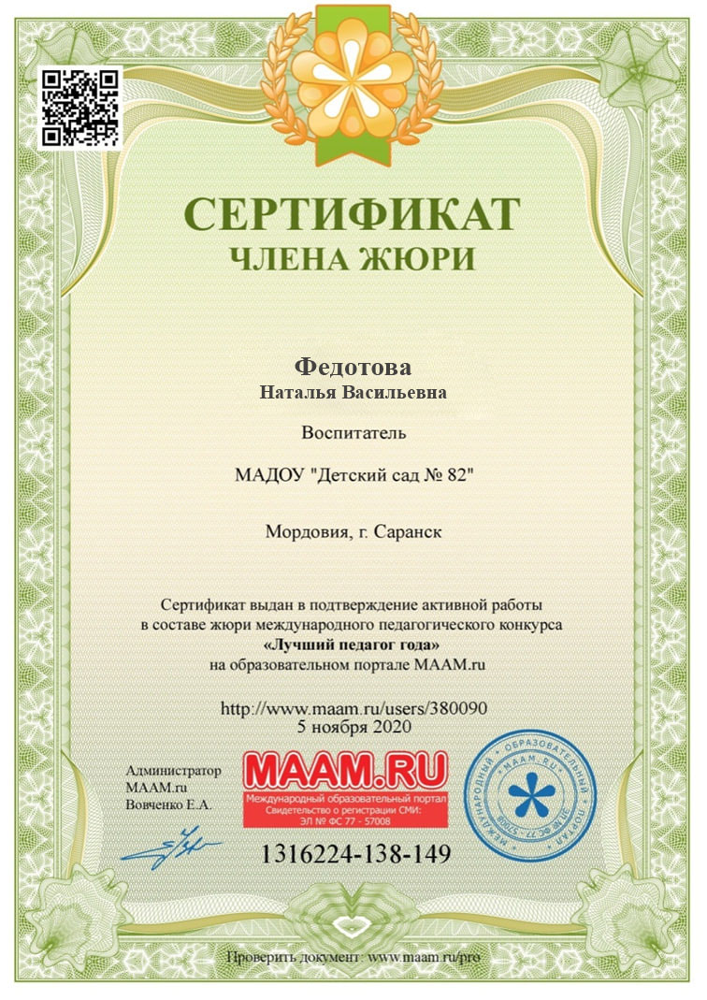 СЕРТИФИКАТ
ЧЛЕНА ЖЮРИ
Федотова
Наталья Васильевна
Воспитатель
МАДОУ "Детский сад № 82"
Мордовия, г. Саранск
Сертификат выдан в подтверждение активной работы
в составе жюри международного педагогического конкурса
«Лучший педагог года»
на образовательном портале MAAM.ru
http://www.maam.ru/users/380090
5 ноября 2020
Администратор
MAAM.ru
Вовченко Е.А.
MAAM.RU
Международный образовательный портал
Свидетельство о регистрации СМИ:
ЭЛ № ФС 77 - 57008
1316224-138-149
МЕЖДУНАРОДНЫЙ * ОБРАЗОВАТЕЛЬНЫЙ * ПОРТАЛ *
* МААМ.RU *
ЭЛ № ФС 77 - 57008
Проверить документ: www.maam.ru/pro